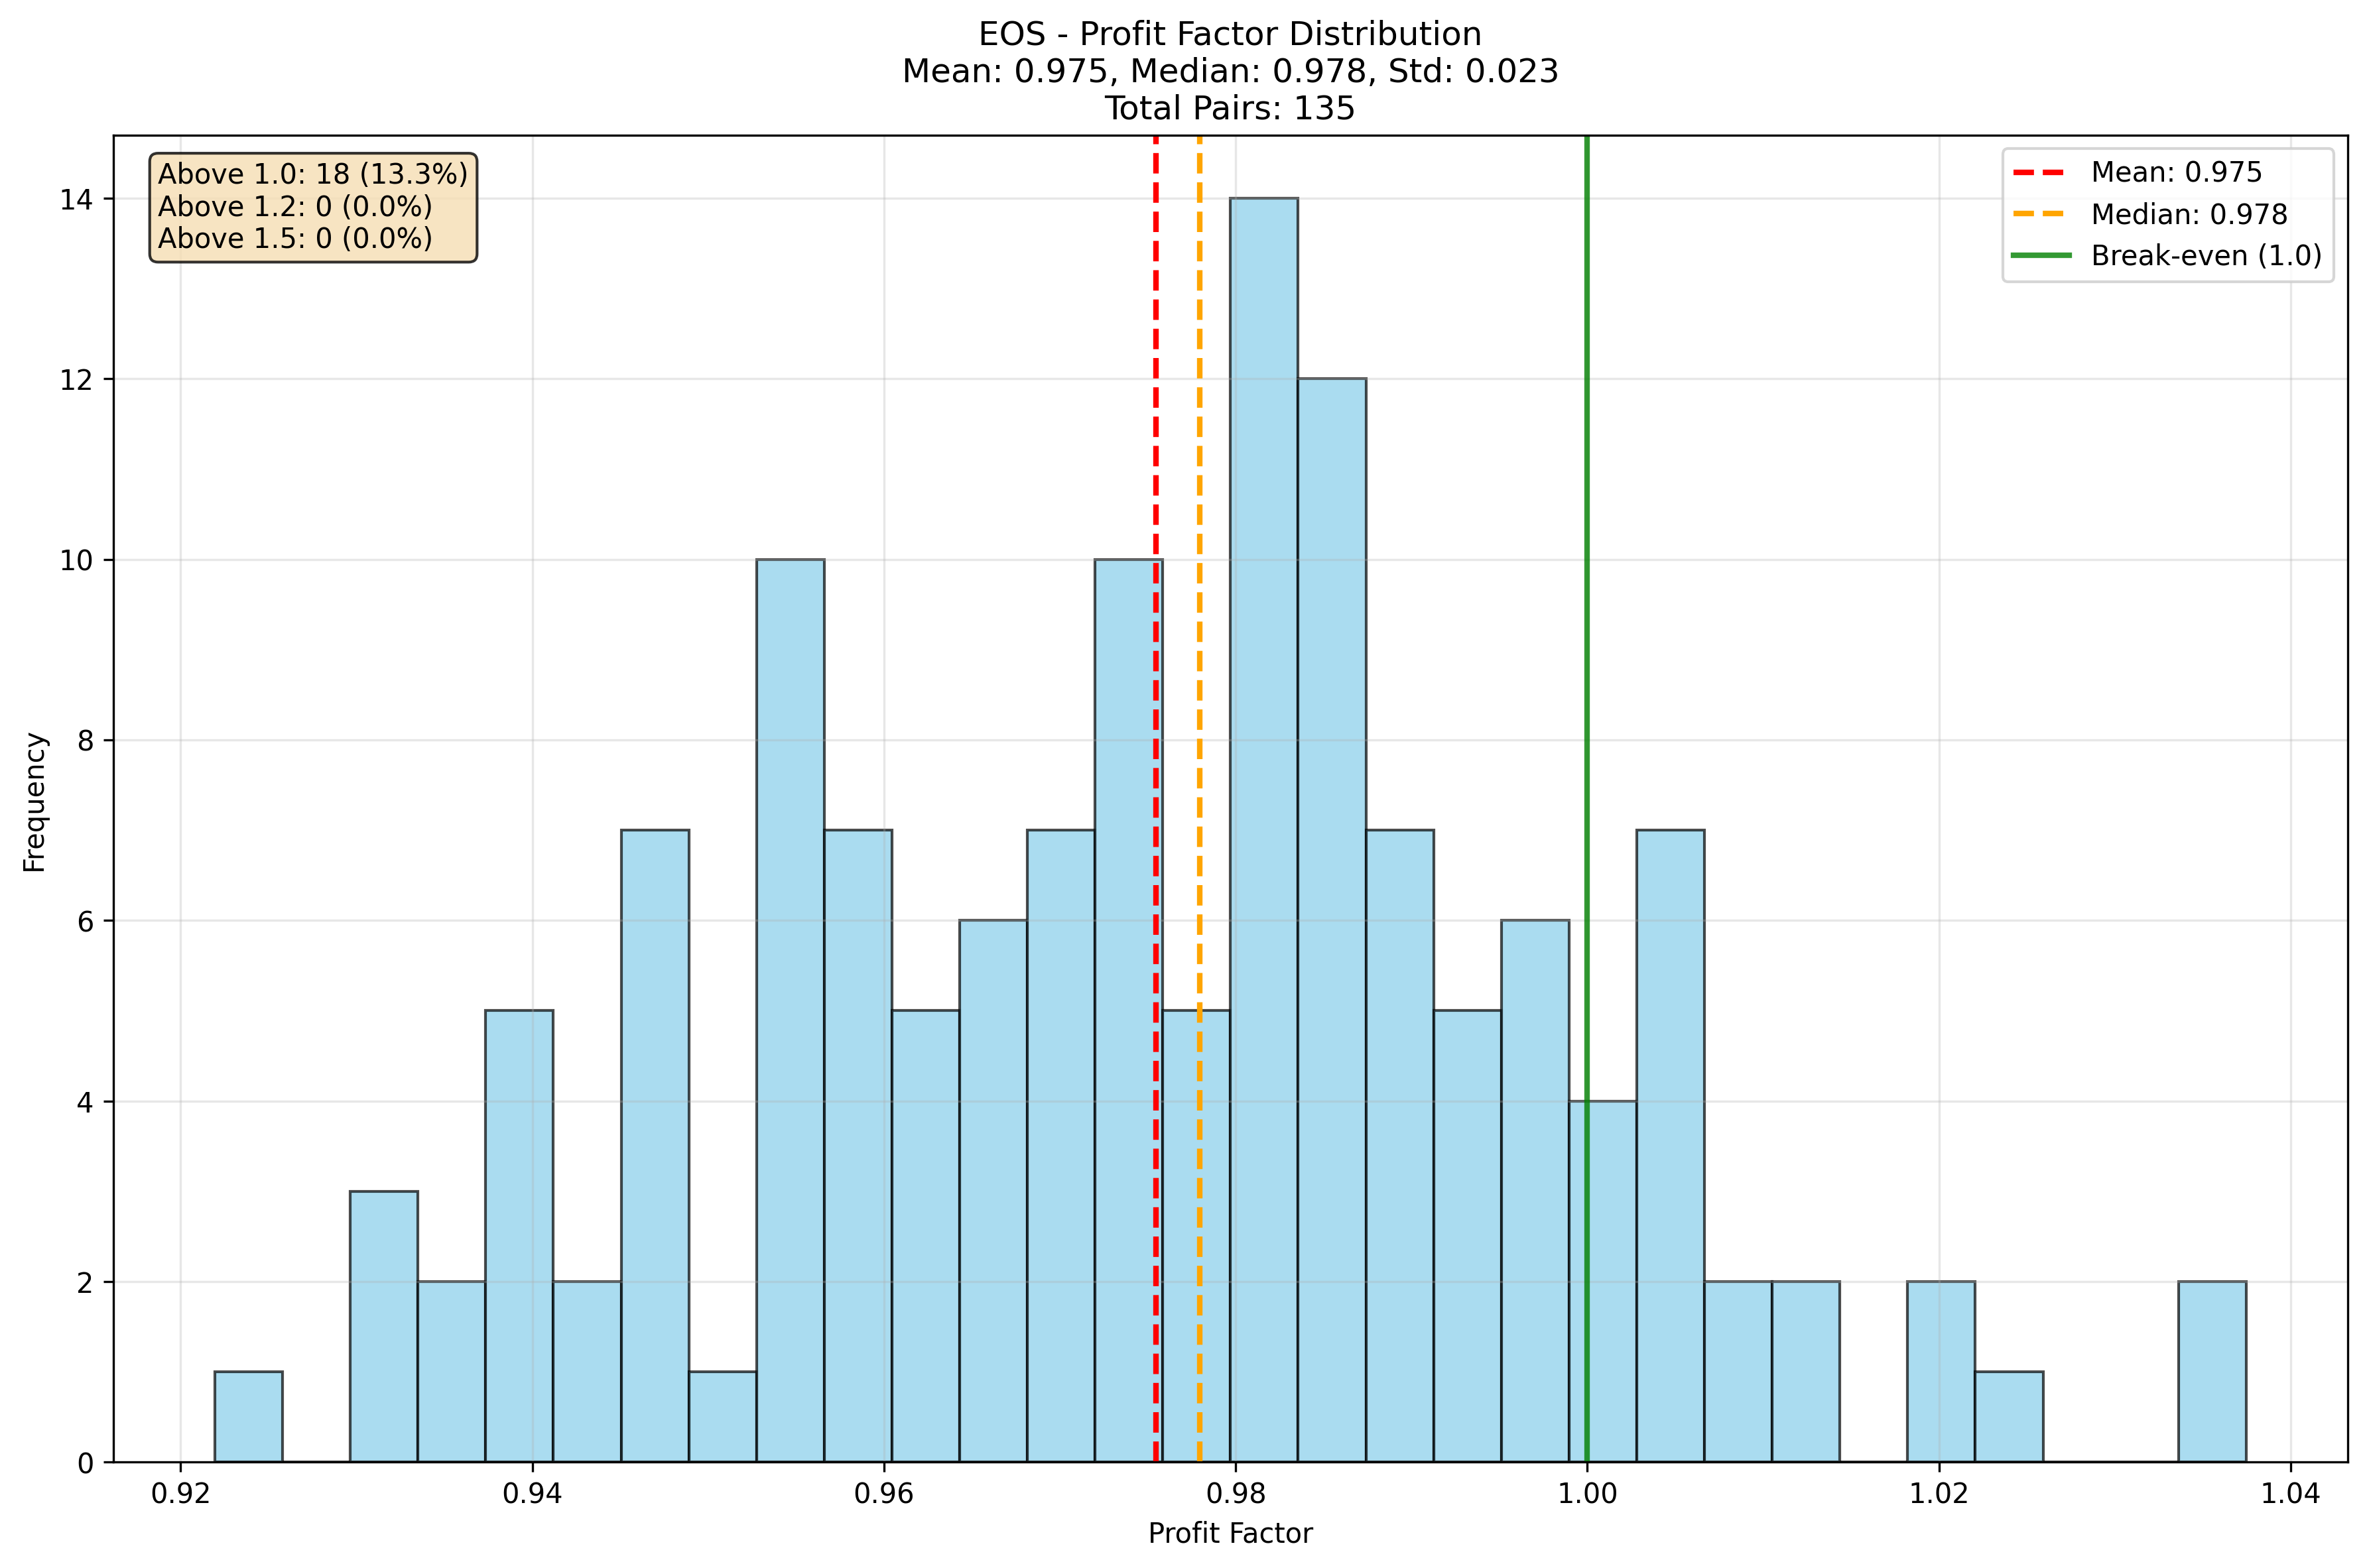 EOS - Profit Factor Distribution
Mean: 0.975, Median: 0.978, Std: 0.023
Total Pairs: 135
Above 1.0: 18 (13.3%)
Above 1.2: 0 (0.0%)
Above 1.5: 0 (0.0%)
Mean: 0.975
Median: 0.978
Break-even (1.0)
Frequency
14
12
10
8
6
4
2
0
0.92
0.94
0.96
0.98
1.00
1.02
1.04
Profit Factor